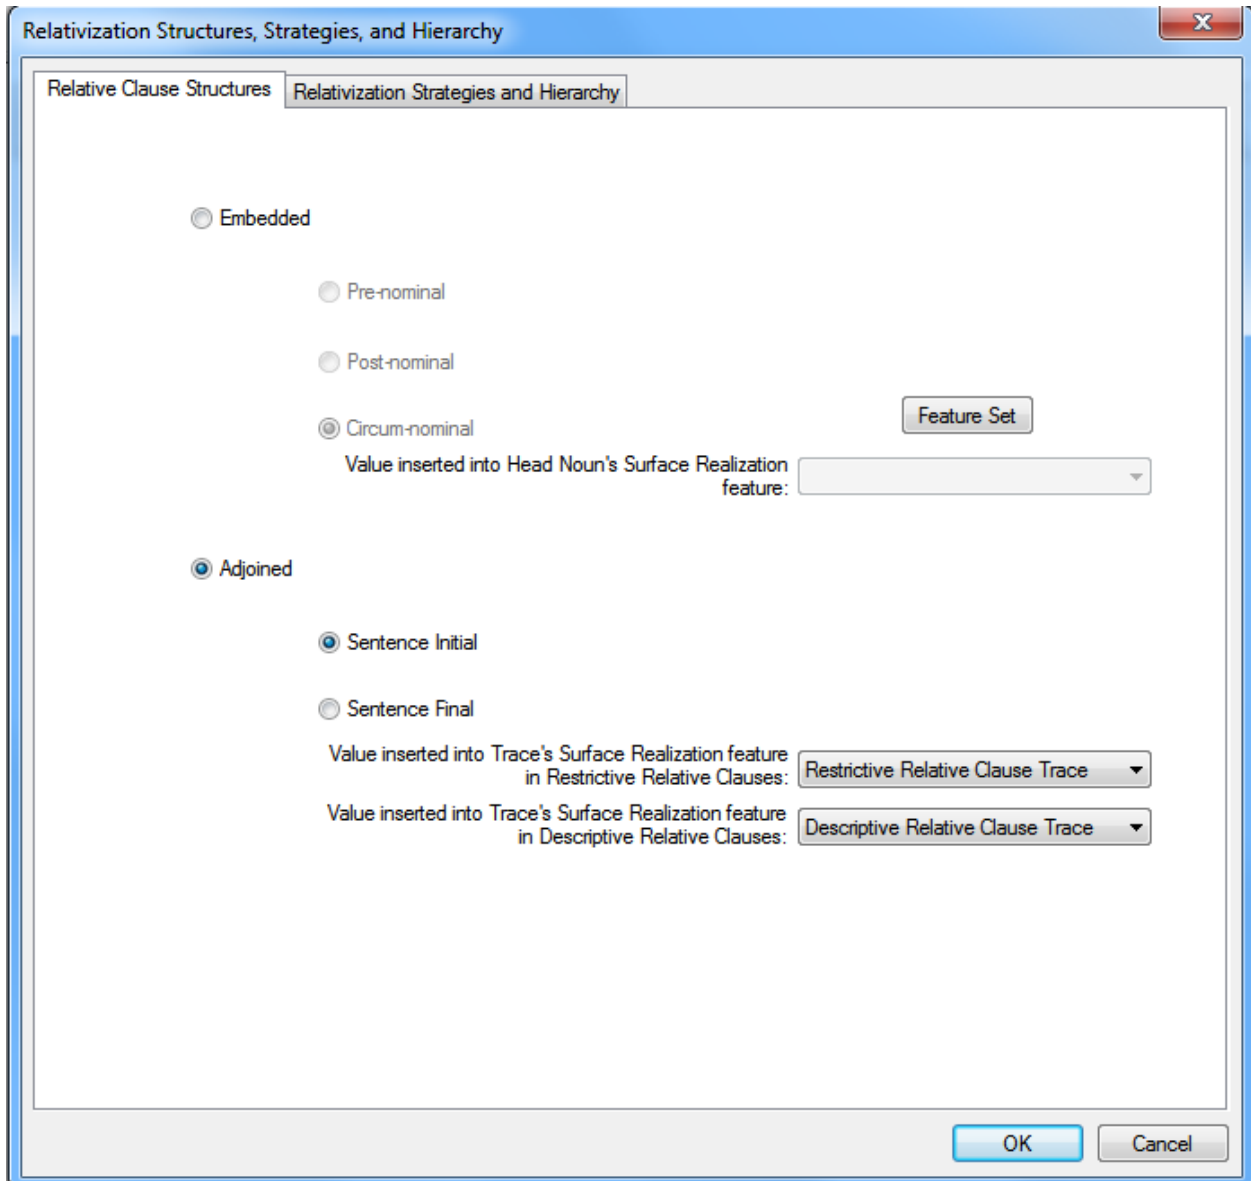 Relativization Structures, Strategies, and Hierarchy
X
Relative Clause Structures
Relativization Strategies and Hierarchy
Embedded
Pre-nominal
Post-nominal
Circum-nominal
Feature Set
Value inserted into Head Noun's Surface Realization
feature:
Adjoined
Sentence Initial
Sentence Final
Value inserted into Trace's Surface Realization feature
in Restrictive Relative Clauses:
Restrictive Relative Clause Trace
Value inserted into Trace's Surface Realization feature
in Descriptive Relative Clauses:
Descriptive Relative Clause Trace
OK
Cancel